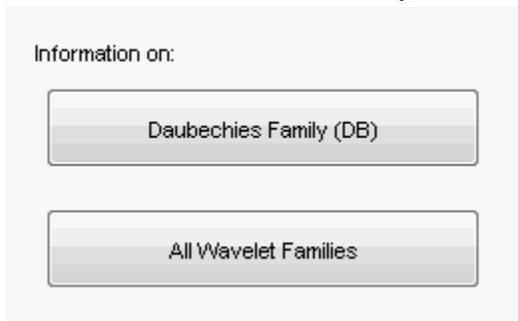 Information on:
Daubechies Family (DB)
All Wavelet Families